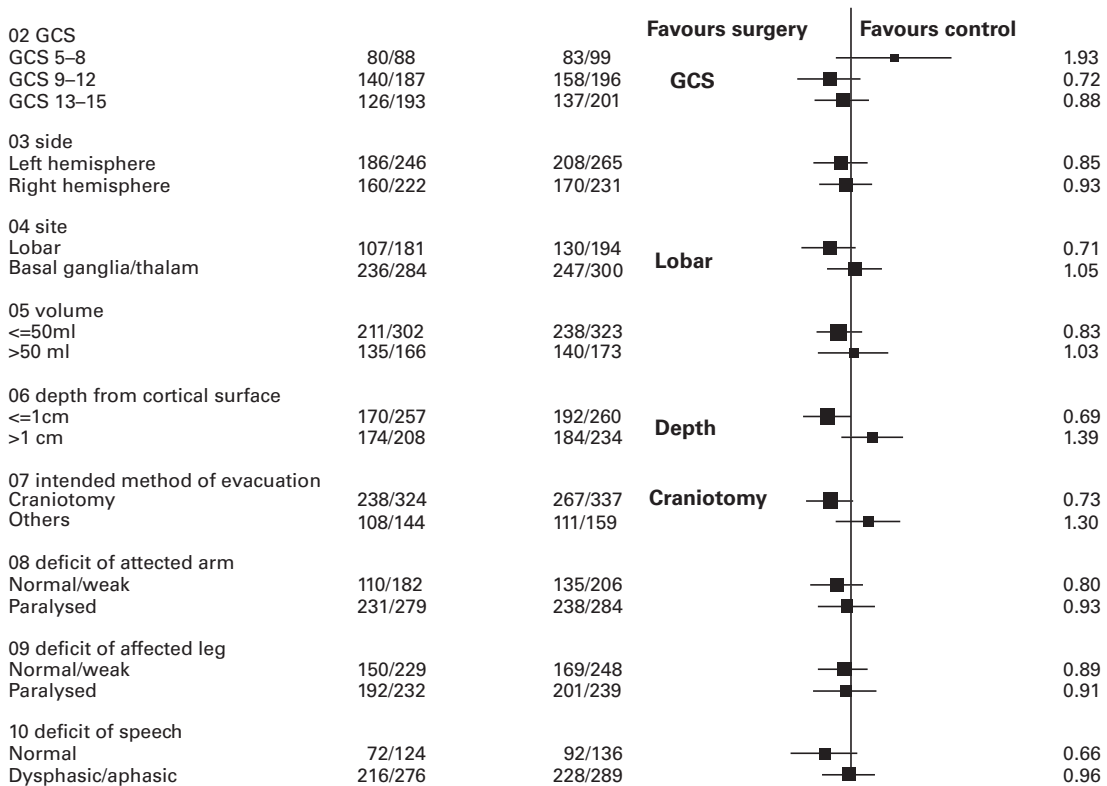 Favours surgery Favours control
02 GCS
GCS 5–8 80/88 83/99 1.93
GCS 9–12 140/187 158/196 GCS 0.72
GCS 13–15 126/193 137/201 0.88
03 side
Left hemisphere 186/246 208/265 0.85
Right hemisphere 160/222 170/231 0.93
04 site
Lobar 107/181 130/194 Lobar 0.71
Basal ganglia/thalam 236/284 247/300 1.05
05 volume
<=50ml 211/302 238/323 0.83
>50 ml 135/166 140/173 1.03
06 depth from cortical surface
<=1cm 170/257 192/260 Depth 0.69
>1 cm 174/208 184/234 1.39
07 intended method of evacuation
Craniotomy 238/324 267/337 Craniotomy 0.73
Others 108/144 111/159 1.30
08 deficit of attected arm
Normal/weak 110/182 135/206 0.80
Paralysed 231/279 238/284 0.93
09 deficit of affected leg
Normal/weak 150/229 169/248 0.89
Paralysed 192/232 201/239 0.91
10 deficit of speech
Normal 72/124 92/136 0.66
Dysphasic/aphasic 216/276 228/289 0.96